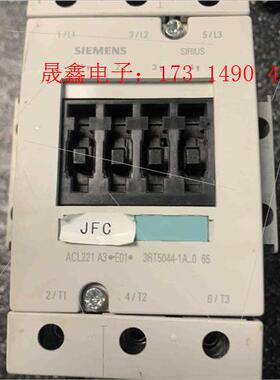 1/L1 3/L2 5/L3
SIEMENS SIRIUS
晟鑫电子：173 1490 4
JFC
ACL221 A3 *E01* 3RT5044-1A..0 65
2/T1 4/T2 6/T3